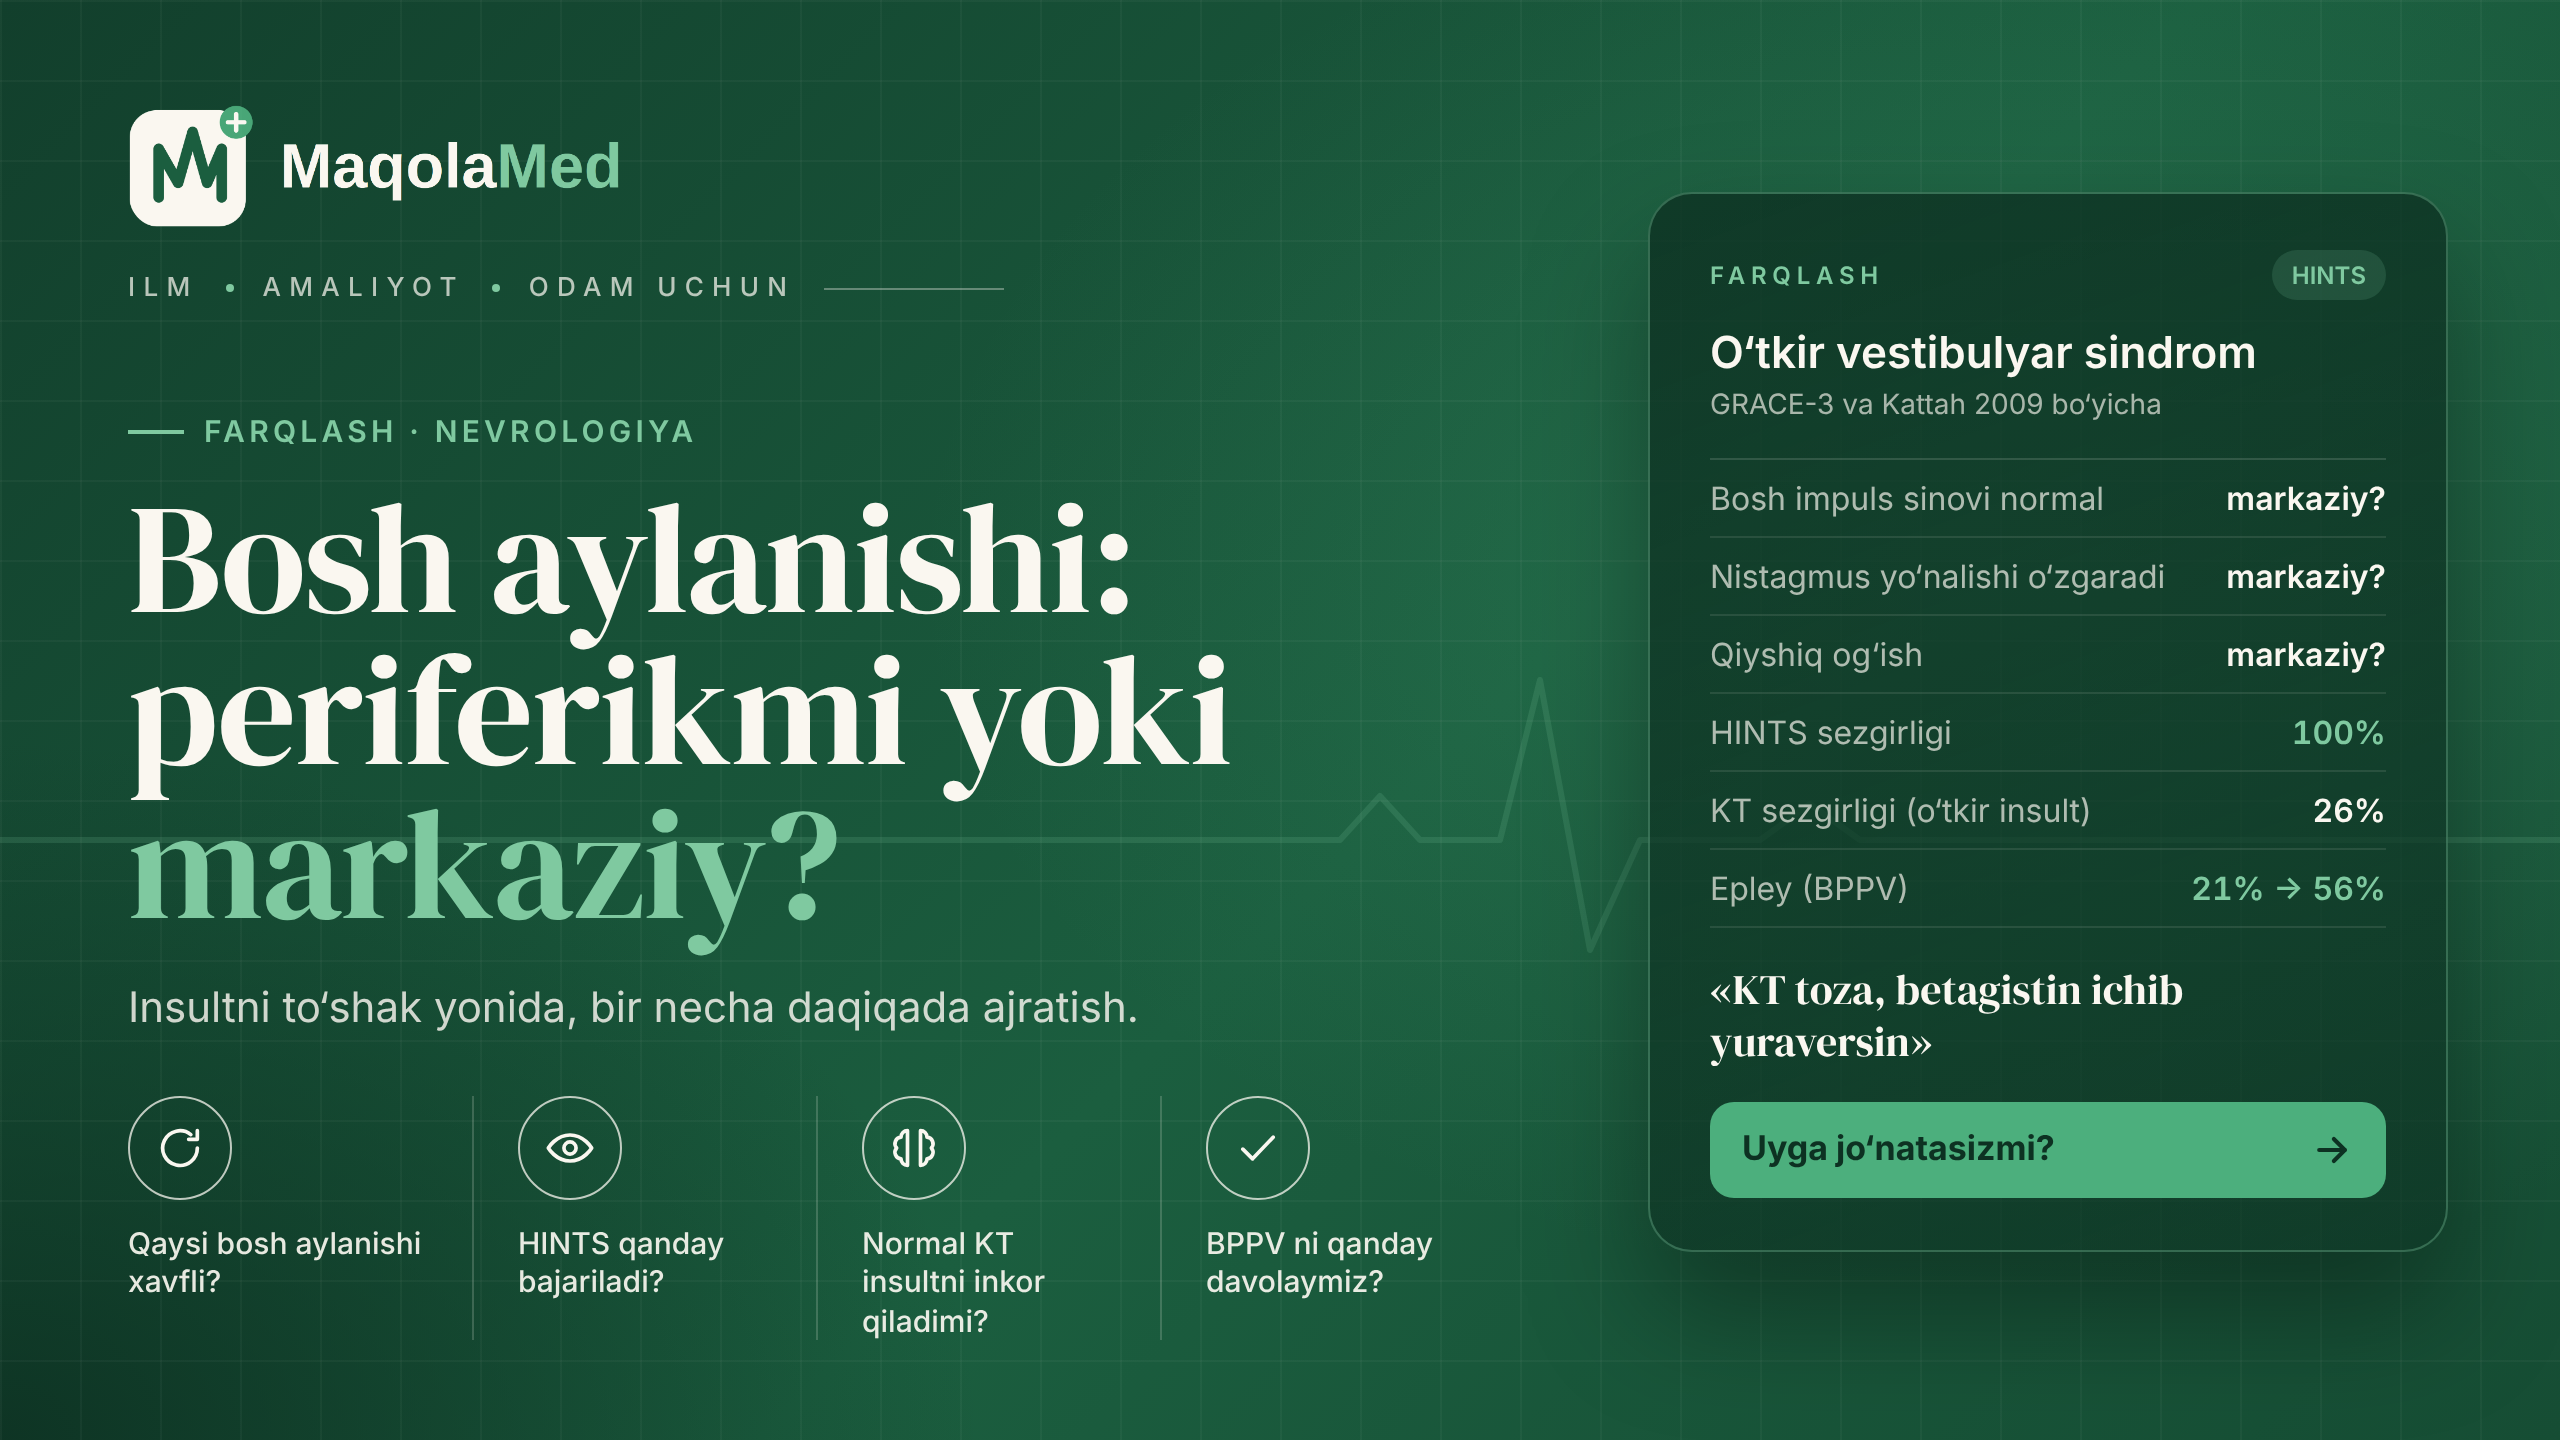 MaqolaMed
ILM • AMALIYOT • ODAM UCHUN
FARQLASH · NEVROLOGIYA
Bosh aylanishi:
periferikmi yoki
markaziy?
Insultni to‘shak yonida, bir necha daqiqada ajratish.
Qaysi bosh aylanishi
xavfli?
HINTS qanday
bajariladi?
Normal KT
insultni inkor
qiladimi?
BPPV ni qanday
davolaymiz?
FARQLASH HINTS
O‘tkir vestibulyar sindrom
GRACE-3 va Kattah 2009 bo‘yicha
Bosh impuls sinovi normal markaziy?
Nistagmus yo‘nalishi o‘zgaradi markaziy?
Qiyshiq og‘ish markaziy?
HINTS sezgirligi 100%
KT sezgirligi (o‘tkir insult) 26%
Epley (BPPV) 21% → 56%
«KT toza, betagistin ichib
yuraversin»
Uyga jo‘natasizmi? →